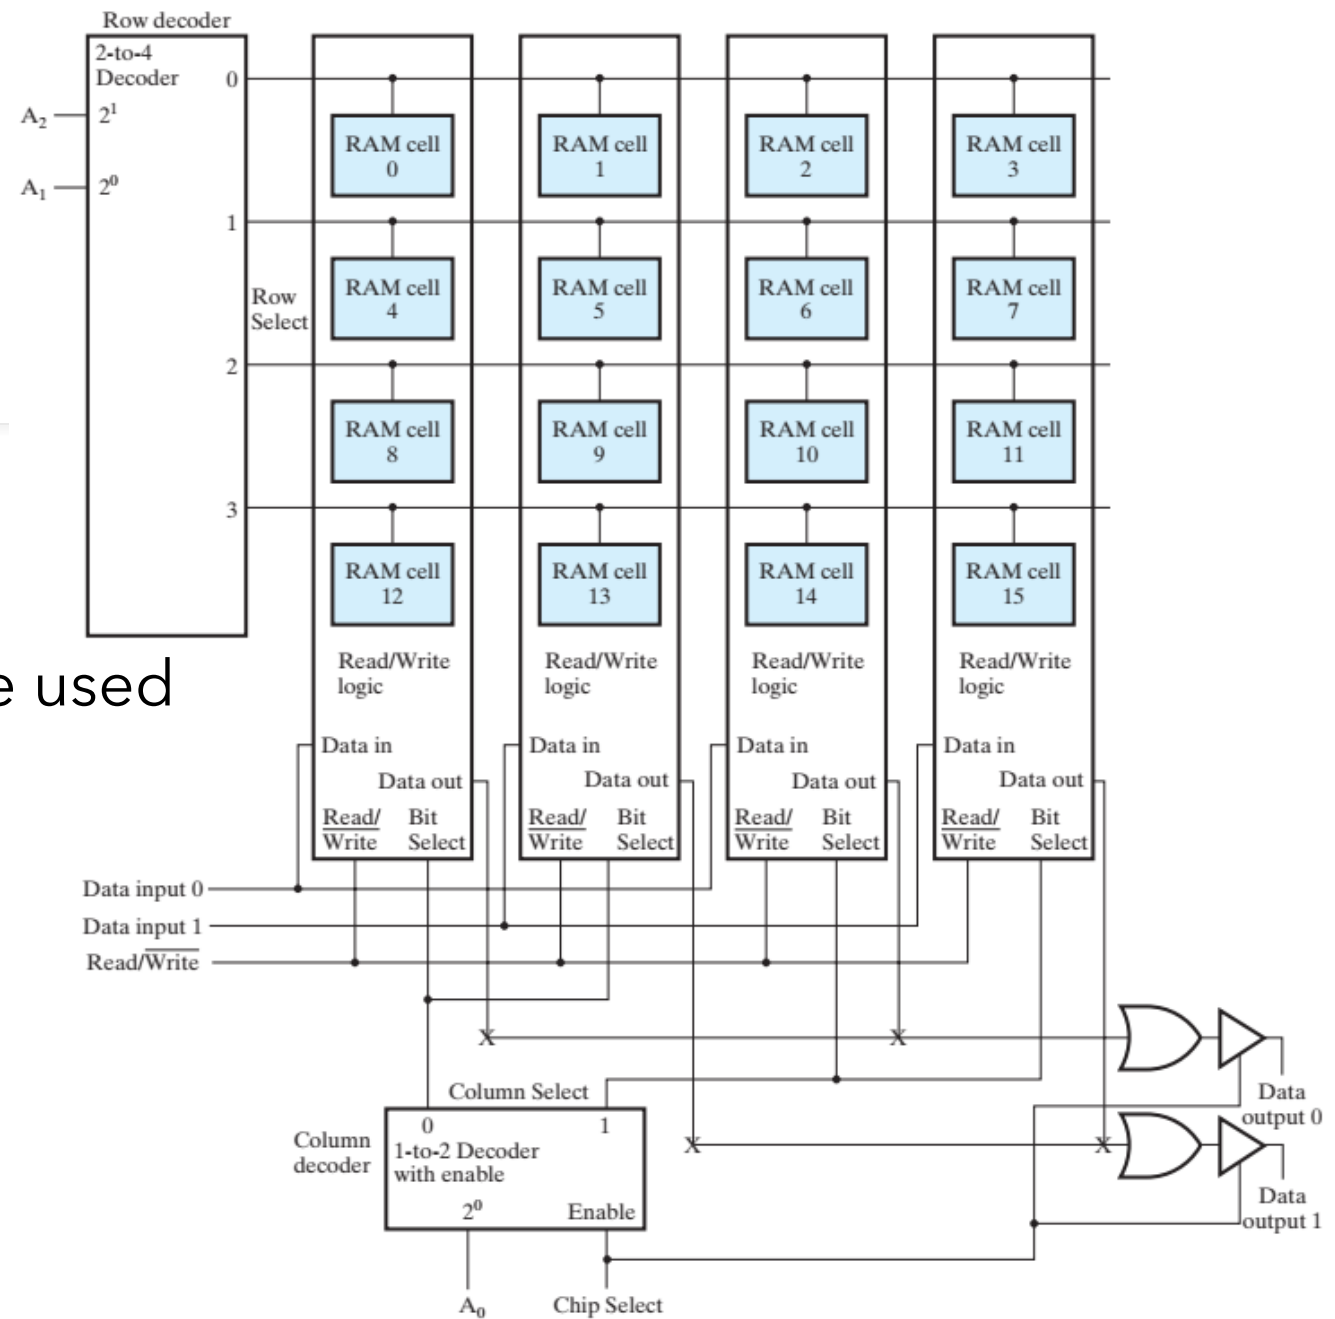 Row decoder
2-to-4
Decoder
0
A₂
2¹
RAM cell
0
RAM cell
1
RAM cell
2
RAM cell
3
A₁
2⁰
1
Row
Select
RAM cell
4
RAM cell
5
RAM cell
6
RAM cell
7
2
RAM cell
8
RAM cell
9
RAM cell
10
RAM cell
11
3
RAM cell
12
RAM cell
13
RAM cell
14
RAM cell
15
e used
Read/Write
logic
Read/Write
logic
Read/Write
logic
Read/Write
logic
Data in
Data in
Data in
Data in
Data out
Data out
Data out
Data out
Read/
Write
Bit
Select
Read/
Write
Bit
Select
Read/
Write
Bit
Select
Read/
Write
Bit
Select
Data input 0
Data input 1
Read/Write
X
X
Column Select
Data
output 0
Column
decoder
0
1
1-to-2 Decoder
with enable
X
X
2⁰
Enable
Data
output 1
A₀
Chip Select